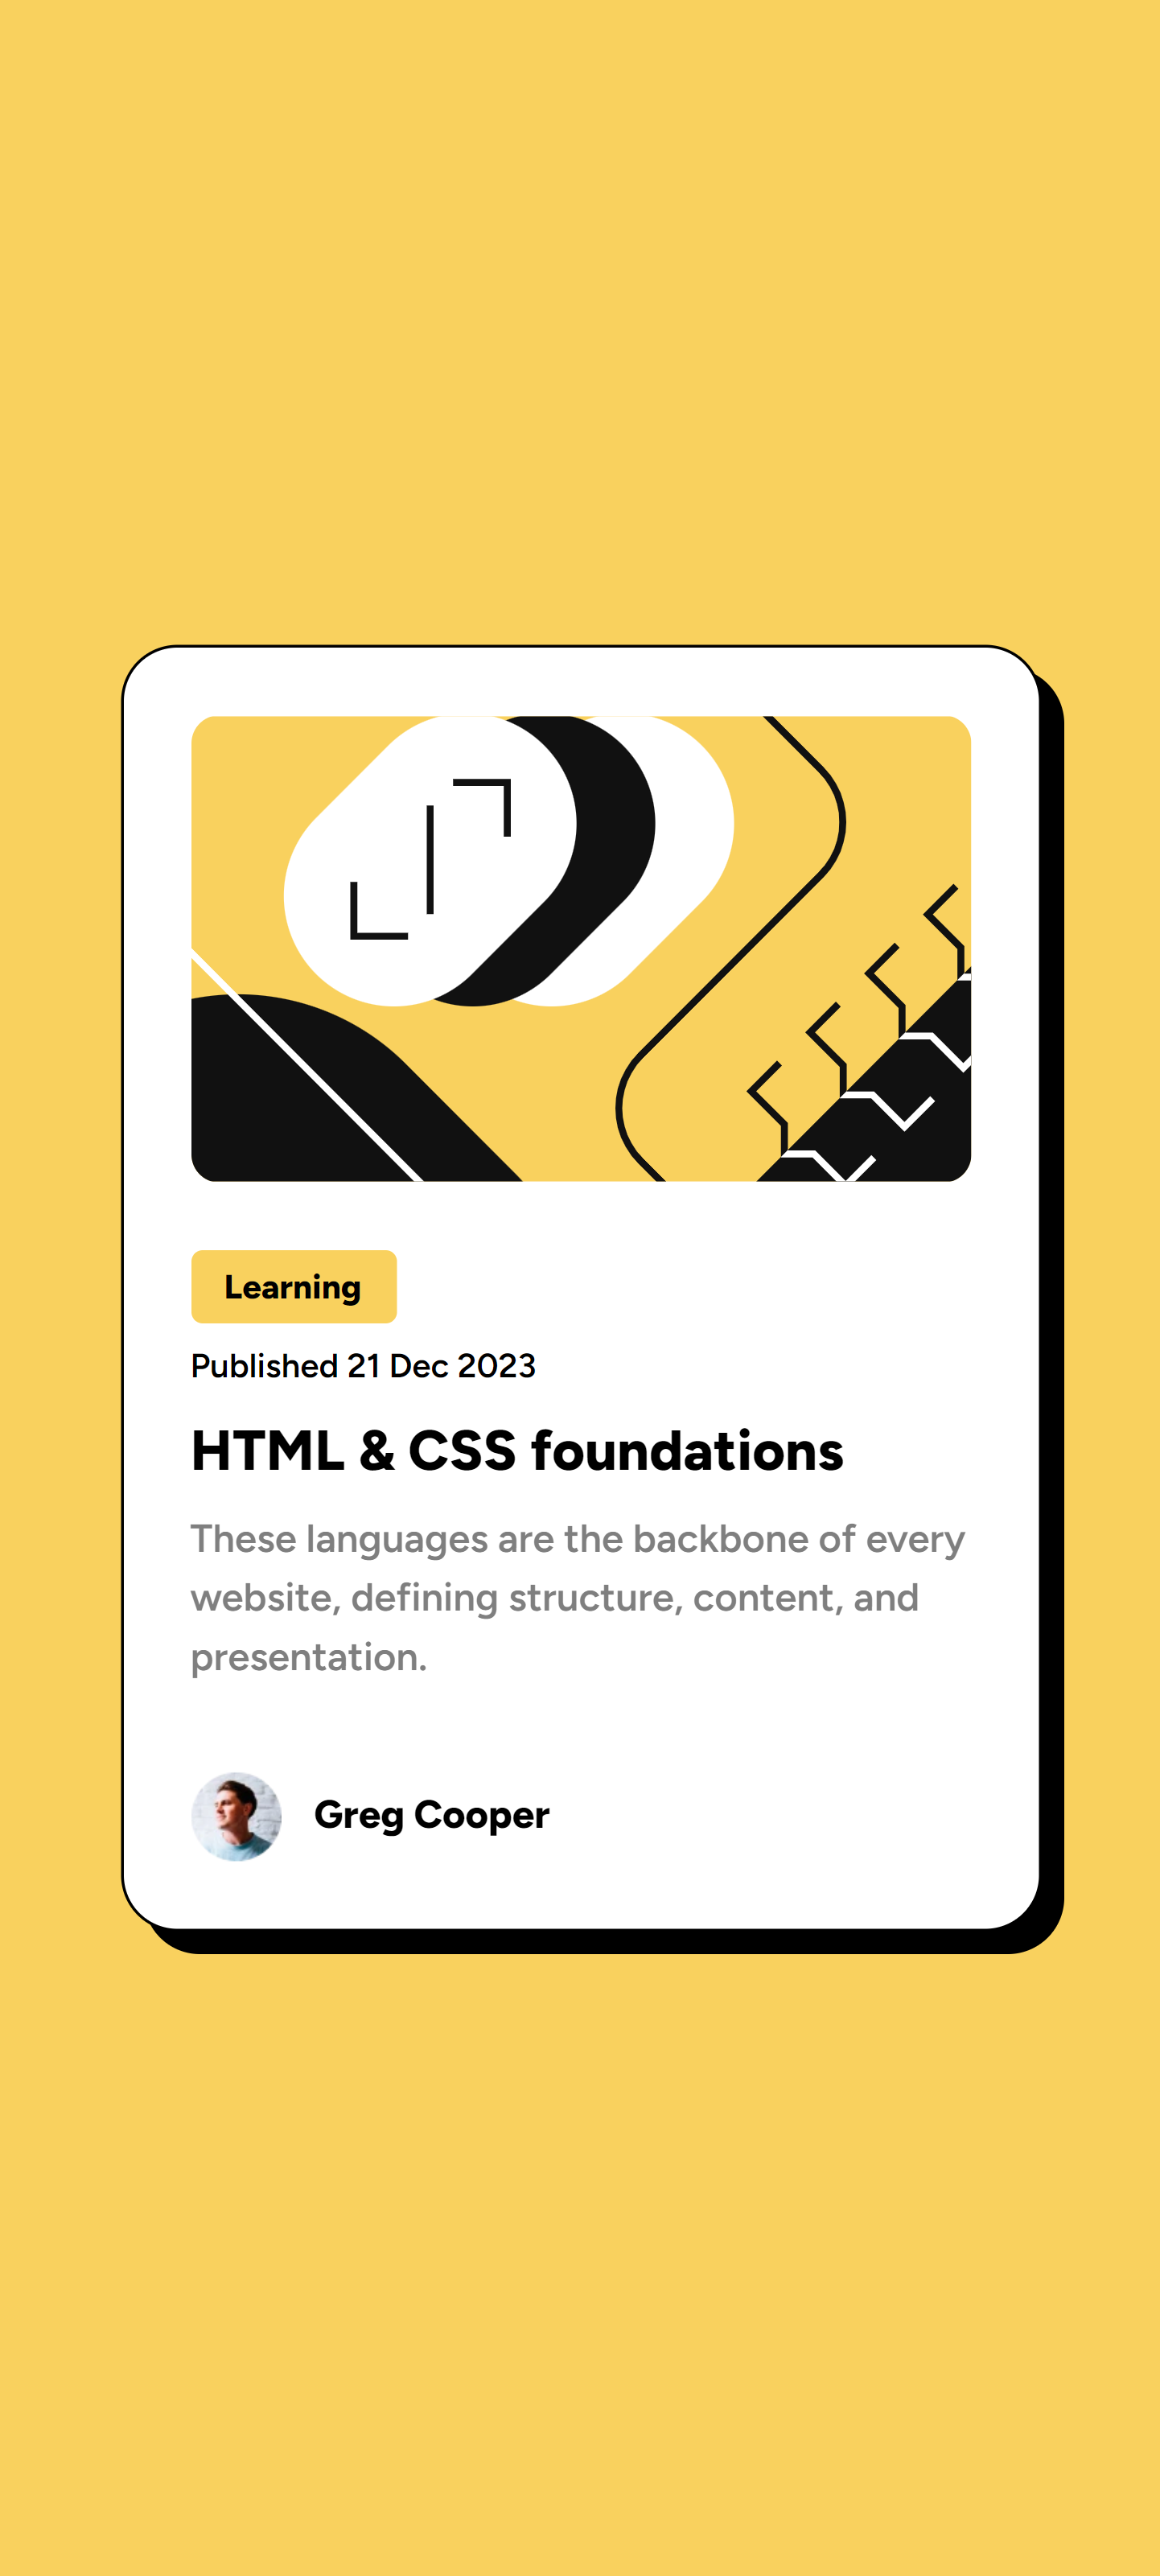 Learning
Published 21 Dec 2023
HTML & CSS foundations
These languages are the backbone of every
website, defining structure, content, and
presentation.
Greg Cooper